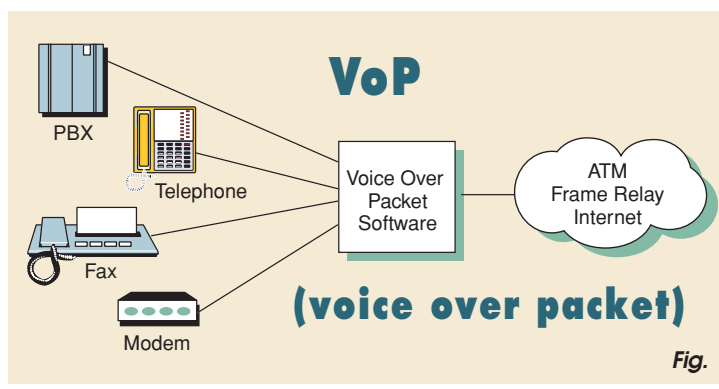 VoP
PBX
Telephone
Fax
Modem
Voice Over
Packet
Software
ATM
Frame Relay
Internet
(voice over packet)
Fig.